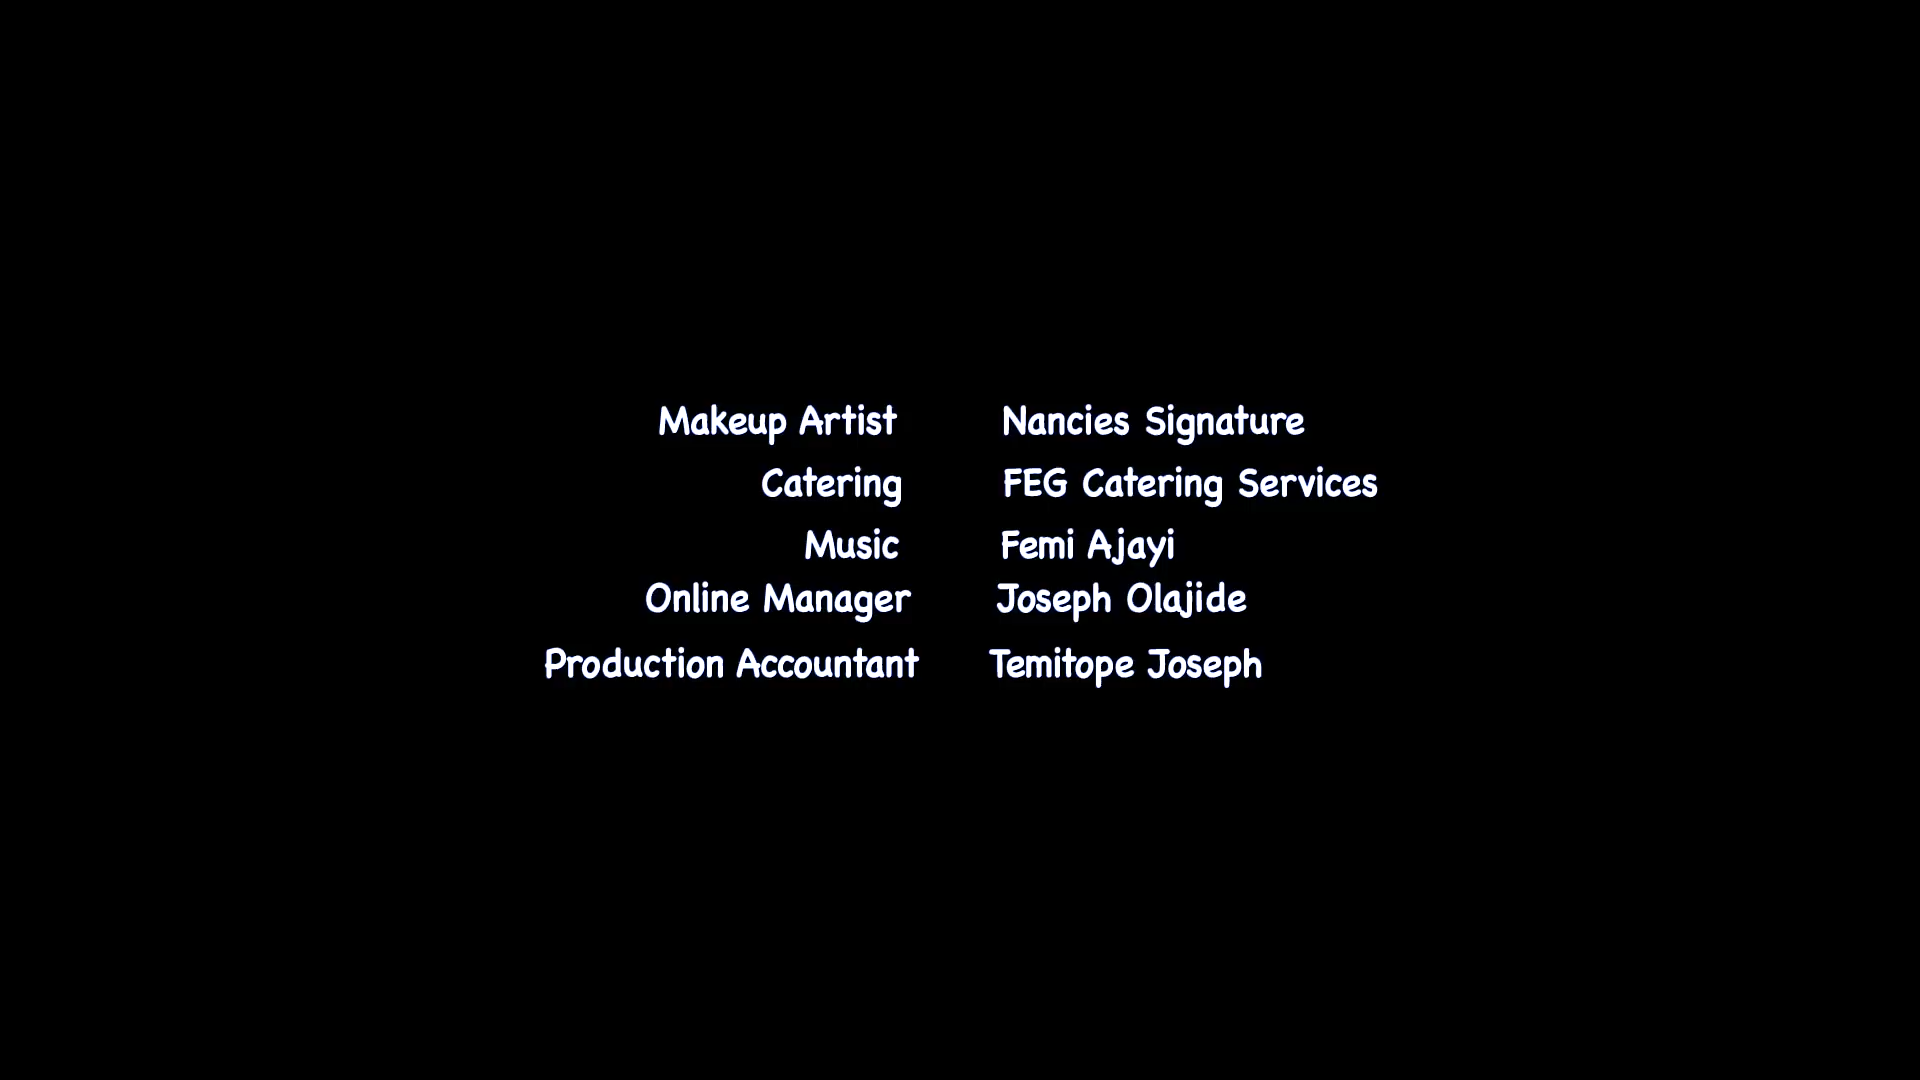 Makeup Artist Nancies Signature
Catering FEG Catering Services
Music Femi Ajayi
Online Manager Joseph Olajide
Production Accountant Temitope Joseph